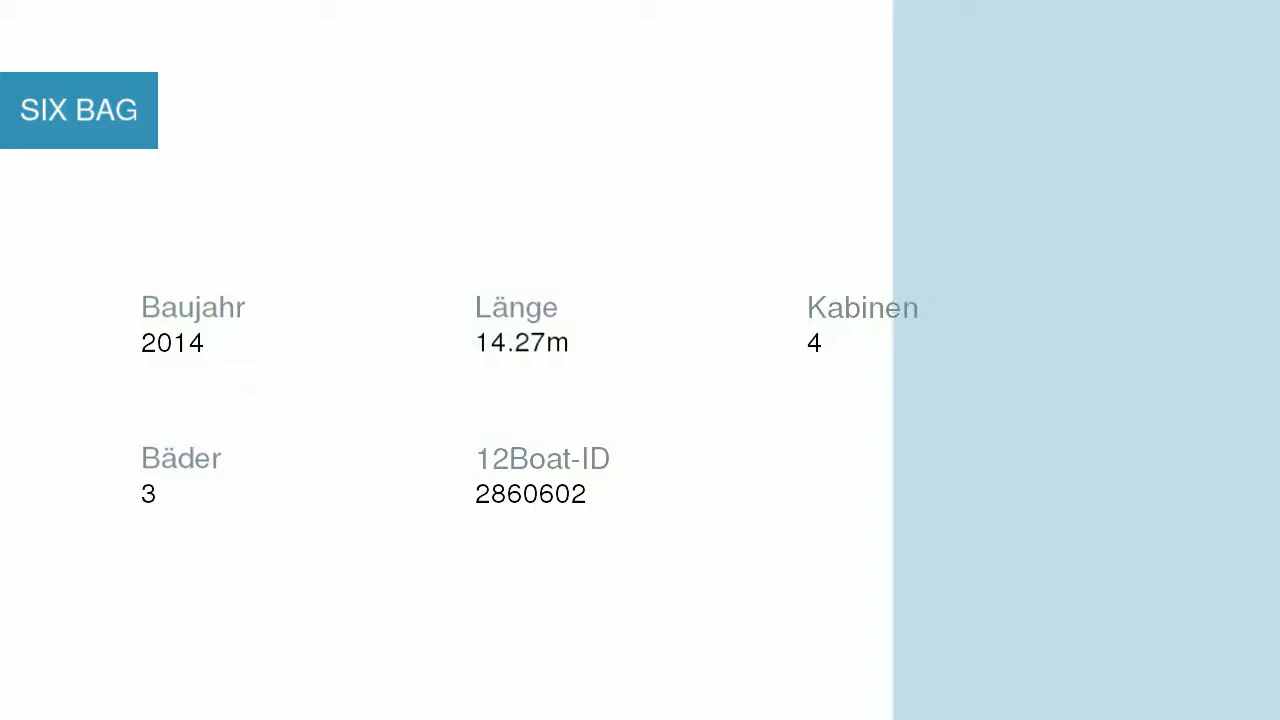 SIX BAG
Baujahr
2014
Länge
14.27m
Kabinen
4
Bäder
3
12Boat-ID
2860602